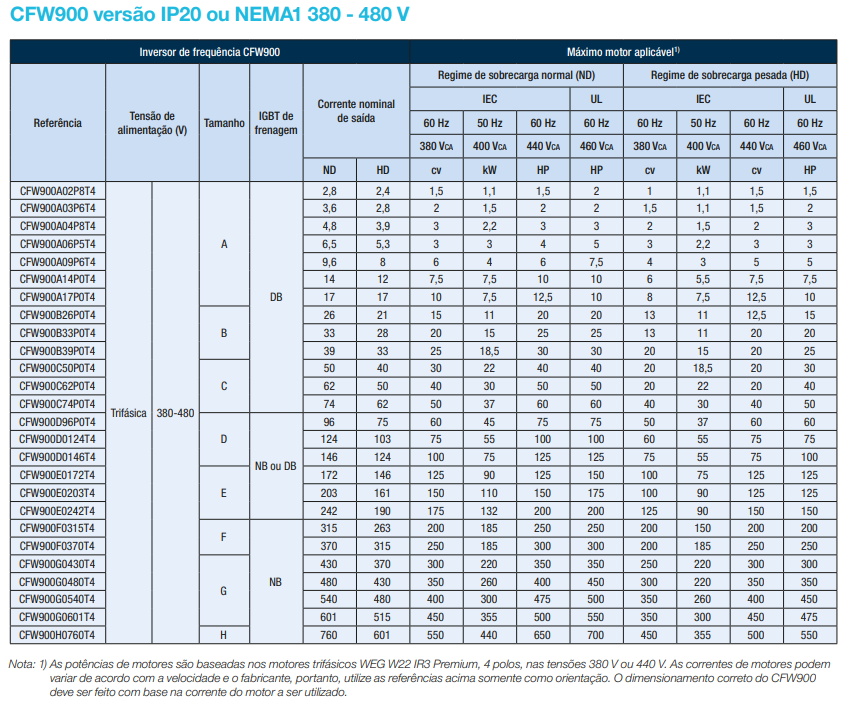 CFW900 versão IP20 ou NEMA1 380 - 480 V
Inversor de frequência CFW900 Máximo motor aplicável1)
Referência Tensão de alimentação (V) Tamanho IGBT de frenagem Corrente nominal de saída Regime de sobrecarga normal (ND) Regime de sobrecarga pesada (HD)
IEC UL IEC UL
60 Hz 50 Hz 60 Hz 60 Hz 60 Hz 50 Hz 60 Hz 60 Hz
380 VCA 400 VCA 440 VCA 460 VCA 380 VCA 400 VCA 440 VCA 460 VCA
ND HD cv kW HP HP cv kW HP HP
CFW900A02P8T4 Trifásica 380-480 A DB 2,8 2,4 1,5 1,1 1,5 2 1 1,1 1,5 1,5
CFW900A03P6T4 3,6 2,8 2 1,5 2 2 1,5 1,1 1,5 2
CFW900A04P8T4 4,8 3,9 3 2,2 3 3 2 1,5 2 3
CFW900A06P5T4 6,5 5,3 3 3 4 5 3 2,2 3 3
CFW900A09P6T4 9,6 8 6 4 6 7,5 4 3 5 5
CFW900A14P0T4 14 12 7,5 7,5 10 10 6 5,5 7,5 7,5
CFW900A17P0T4 17 17 10 7,5 12,5 10 8 7,5 12,5 10
CFW900B26P0T4 B 26 21 15 11 20 20 13 11 12,5 15
CFW900B33P0T4 33 28 20 15 25 25 13 11 20 20
CFW900B39P0T4 39 33 25 18,5 30 30 20 15 20 25
CFW900C50P0T4 C 50 40 30 22 40 40 20 18,5 20 30
CFW900C62P0T4 62 50 40 30 50 50 20 22 20 40
CFW900C74P0T4 74 62 50 37 60 60 40 30 40 50
CFW900D96P0T4 D NB ou DB 96 75 60 45 75 75 50 37 60 60
CFW900D0124T4 124 103 75 55 100 100 60 55 75 75
CFW900D0146T4 146 124 100 75 125 125 75 55 75 100
CFW900E0172T4 E 172 146 125 90 125 150 100 75 125 125
CFW900E0203T4 203 161 150 110 150 175 100 90 125 125
CFW900E0242T4 242 190 175 132 200 200 125 90 150 150
CFW900F0315T4 F NB 315 263 200 185 250 250 200 150 200 200
CFW900F0370T4 370 315 250 185 300 300 200 185 250 250
CFW900G0430T4 G 430 370 300 220 350 350 250 220 300 300
CFW900G0480T4 480 430 350 260 400 450 300 220 350 350
CFW900G0540T4 540 480 400 300 475 500 350 260 400 450
CFW900G0601T4 601 515 450 355 500 550 350 300 450 475
CFW900H0760T4 H 760 601 550 440 650 700 450 355 500 550
Nota: 1) As potências de motores são baseadas nos motores trifásicos WEG W22 IR3 Premium, 4 polos, nas tensões 380 V ou 440 V. As correntes de motores podem
variar de acordo com a velocidade e o fabricante, portanto, utilize as referências acima somente como orientação. O dimensionamento correto do CFW900
deve ser feito com base na corrente do motor a ser utilizado.